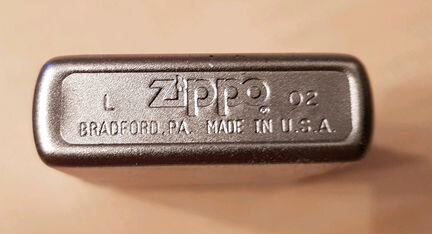 L Zippo® 02
BRADFORD, PA. MADE IN U.S.A.